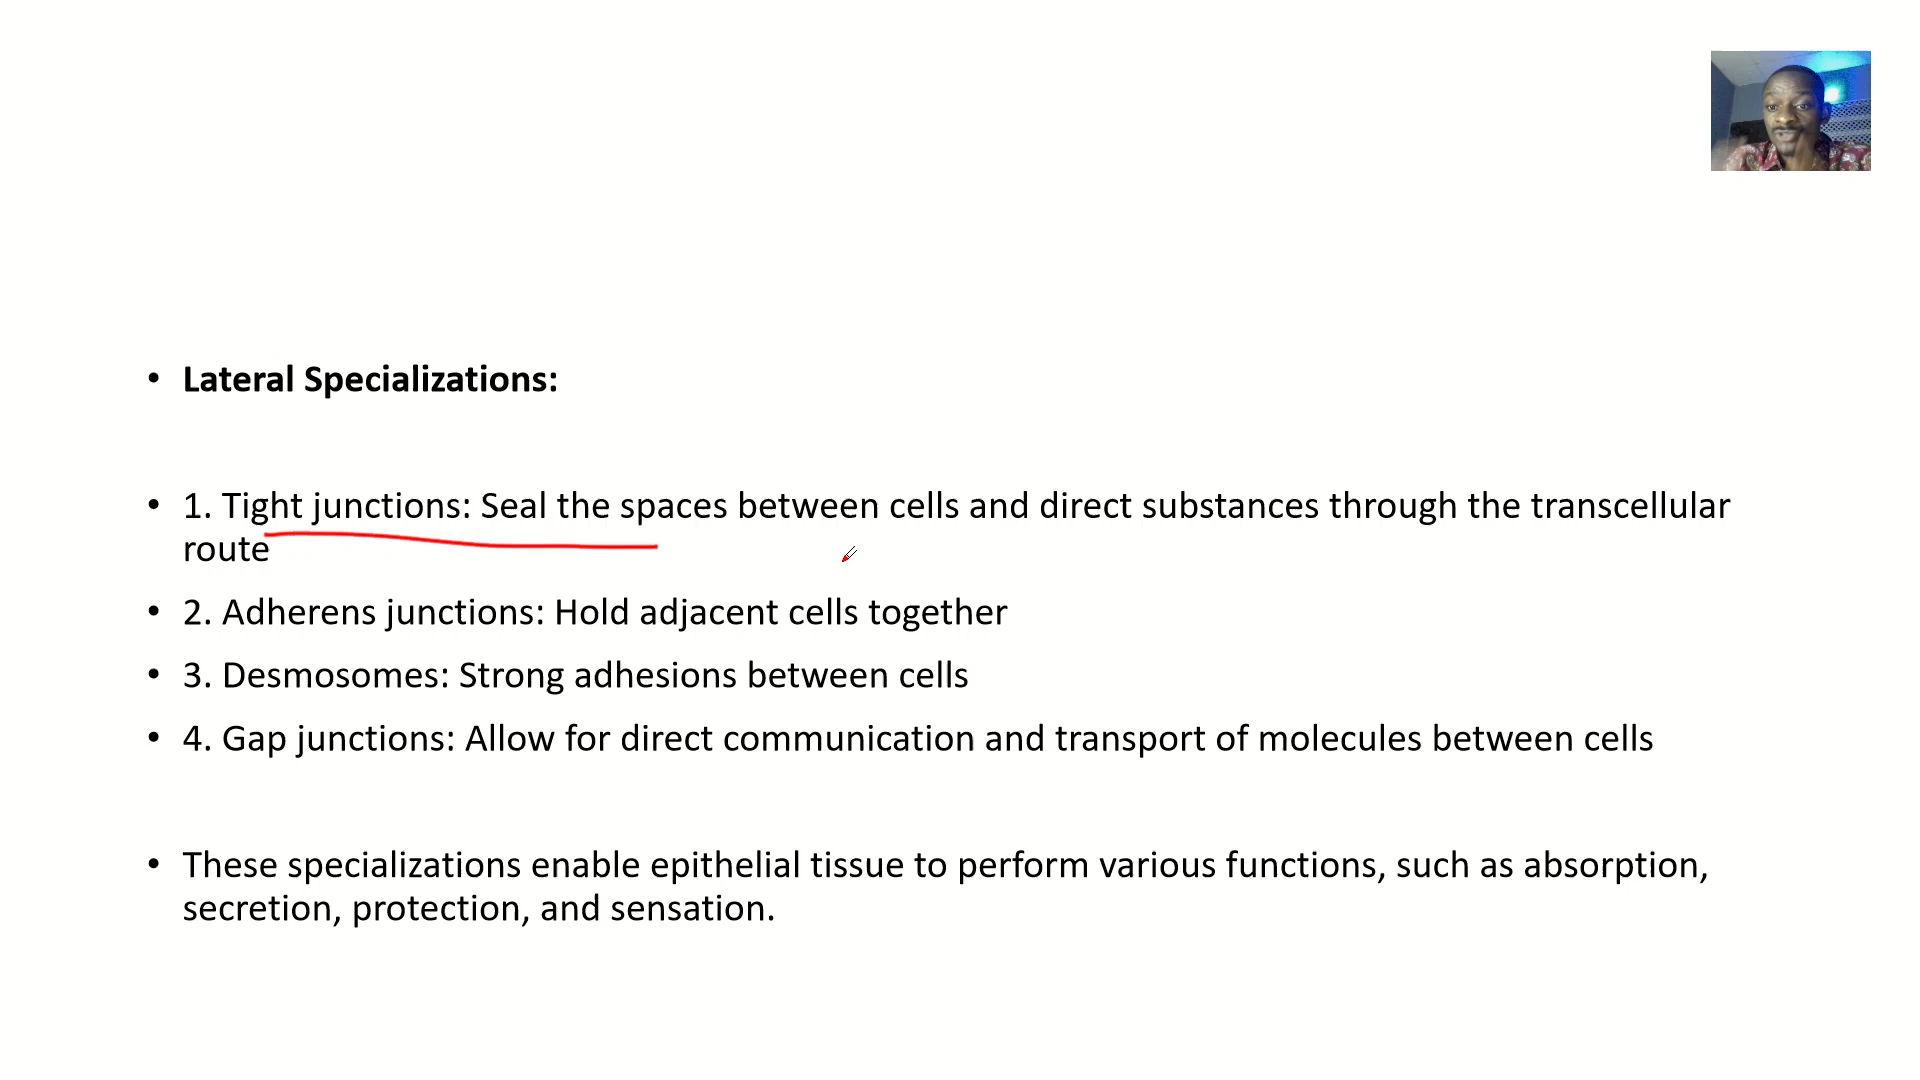 • Lateral Specializations:
• 1. Tight junctions: Seal the spaces between cells and direct substances through the transcellular
route
• 2. Adherens junctions: Hold adjacent cells together
• 3. Desmosomes: Strong adhesions between cells
• 4. Gap junctions: Allow for direct communication and transport of molecules between cells
• These specializations enable epithelial tissue to perform various functions, such as absorption,
secretion, protection, and sensation.